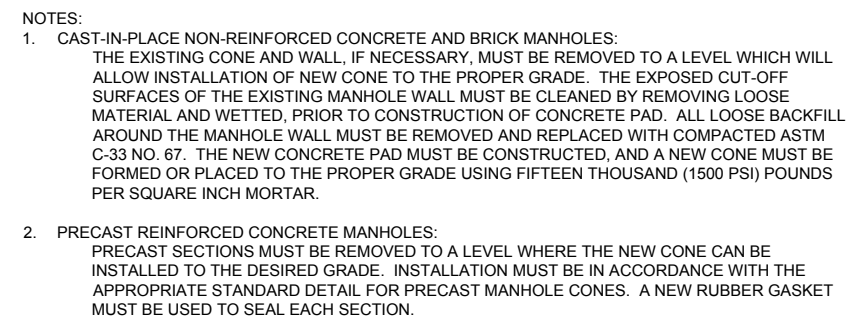 NOTES:
1. CAST-IN-PLACE NON-REINFORCED CONCRETE AND BRICK MANHOLES:
THE EXISTING CONE AND WALL, IF NECESSARY, MUST BE REMOVED TO A LEVEL WHICH WILL
ALLOW INSTALLATION OF NEW CONE TO THE PROPER GRADE. THE EXPOSED CUT-OFF
SURFACES OF THE EXISTING MANHOLE WALL MUST BE CLEANED BY REMOVING LOOSE
MATERIAL AND WETTED, PRIOR TO CONSTRUCTION OF CONCRETE PAD. ALL LOOSE BACKFILL
AROUND THE MANHOLE WALL MUST BE REMOVED AND REPLACED WITH COMPACTED ASTM
C-33 NO. 67. THE NEW CONCRETE PAD MUST BE CONSTRUCTED, AND A NEW CONE MUST BE
FORMED OR PLACED TO THE PROPER GRADE USING FIFTEEN THOUSAND (1500 PSI) POUNDS
PER SQUARE INCH MORTAR.
2. PRECAST REINFORCED CONCRETE MANHOLES:
PRECAST SECTIONS MUST BE REMOVED TO A LEVEL WHERE THE NEW CONE CAN BE
INSTALLED TO THE DESIRED GRADE. INSTALLATION MUST BE IN ACCORDANCE WITH THE
APPROPRIATE STANDARD DETAIL FOR PRECAST MANHOLE CONES. A NEW RUBBER GASKET
MUST BE USED TO SEAL EACH SECTION.